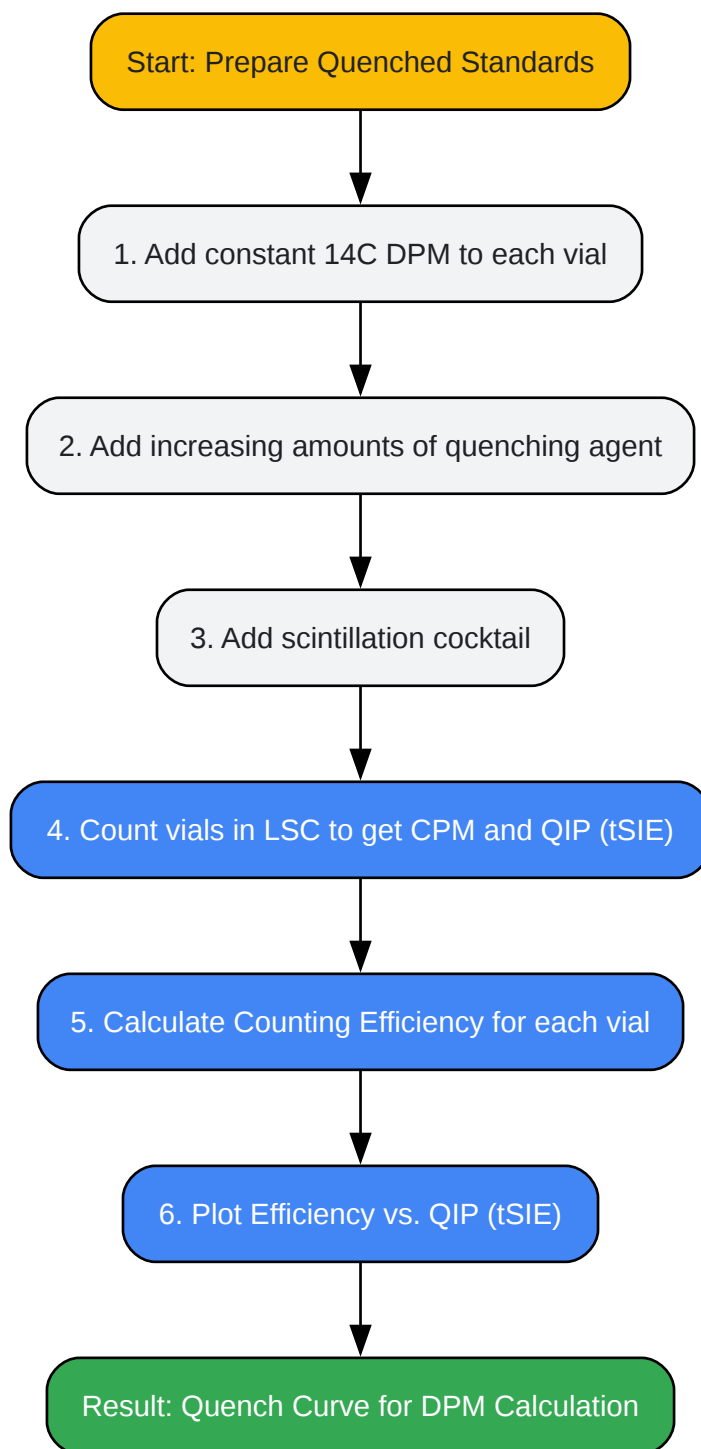 Start: Prepare Quenched Standards
1. Add constant 14C DPM to each vial
2. Add increasing amounts of quenching agent
3. Add scintillation cocktail
4. Count vials in LSC to get CPM and QIP (tSIE)
5. Calculate Counting Efficiency for each vial
6. Plot Efficiency vs. QIP (tSIE)
Result: Quench Curve for DPM Calculation